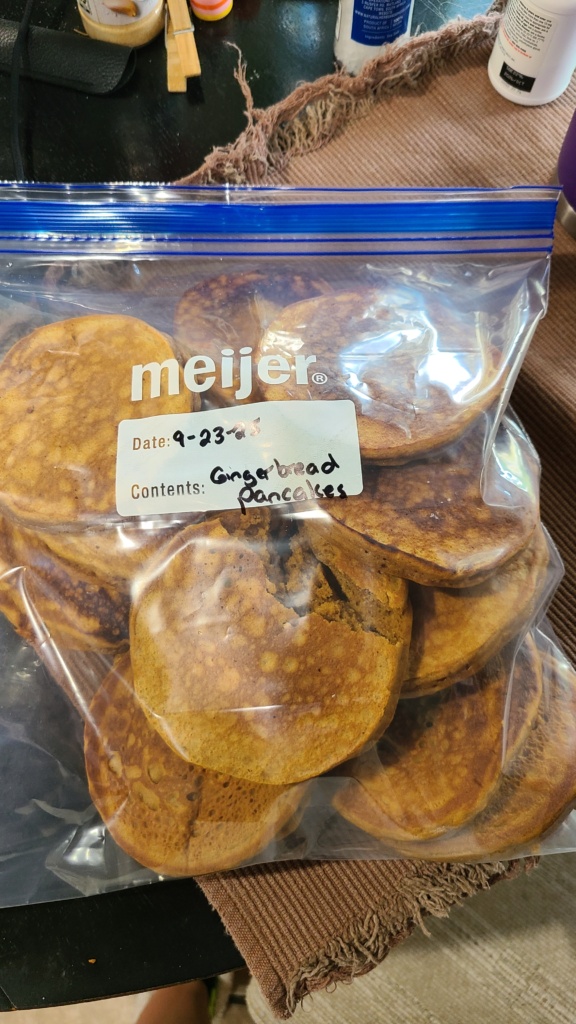 meijer®
Date: 9-23-25
Contents: Gingerbread
pancakes